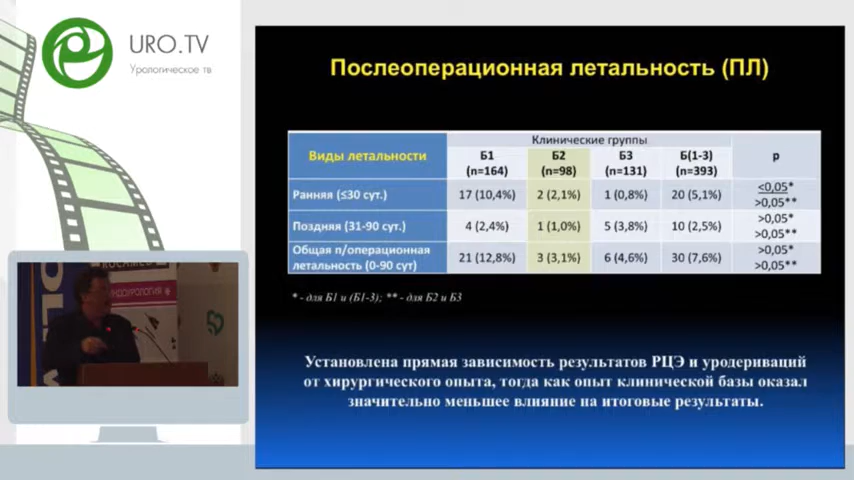 URO.TV
Урологическое тв
Послеоперационная летальность (ПЛ)
Виды летальности
Клинические группы
Б1 (n=164)
Б2 (n=98)
Б3 (n=131)
Б(1-3) (n=393)
р
Ранняя (≤30 сут.) 17 (10,4%) 2 (2,1%) 1 (0,8%) 20 (5,1%) <0,05* >0,05**
Поздняя (31-90 сут.) 4 (2,4%) 1 (1,0%) 5 (3,8%) 10 (2,5%) >0,05* >0,05**
Общая п/операционная летальность (0-90 сут) 21 (12,8%) 3 (3,1%) 6 (4,6%) 30 (7,6%) >0,05* >0,05**
* - для Б1 и (Б1-3); ** - для Б2 и Б3
Установлена прямая зависимость результатов РЦЭ и уродериваций
от хирургического опыта, тогда как опыт клинической базы оказал
значительно меньшее влияние на итоговые результаты.